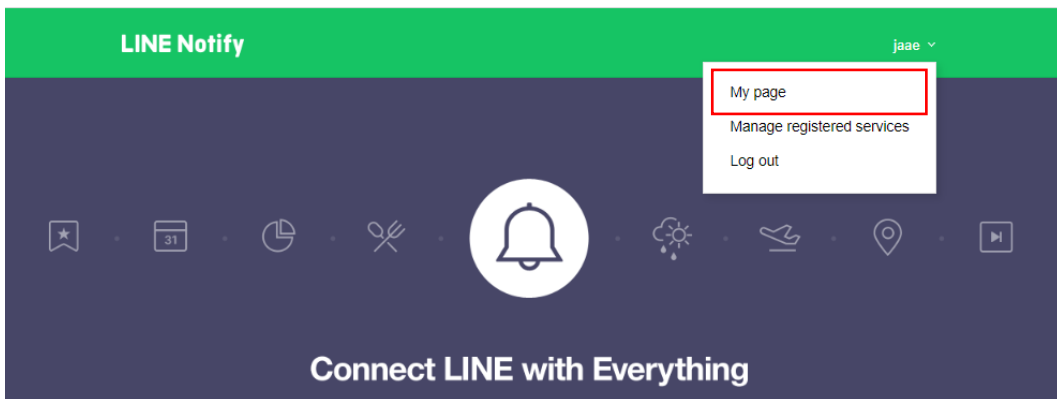 LINE Notify
jaae
My page
Manage registered services
Log out
31
Connect LINE with Everything